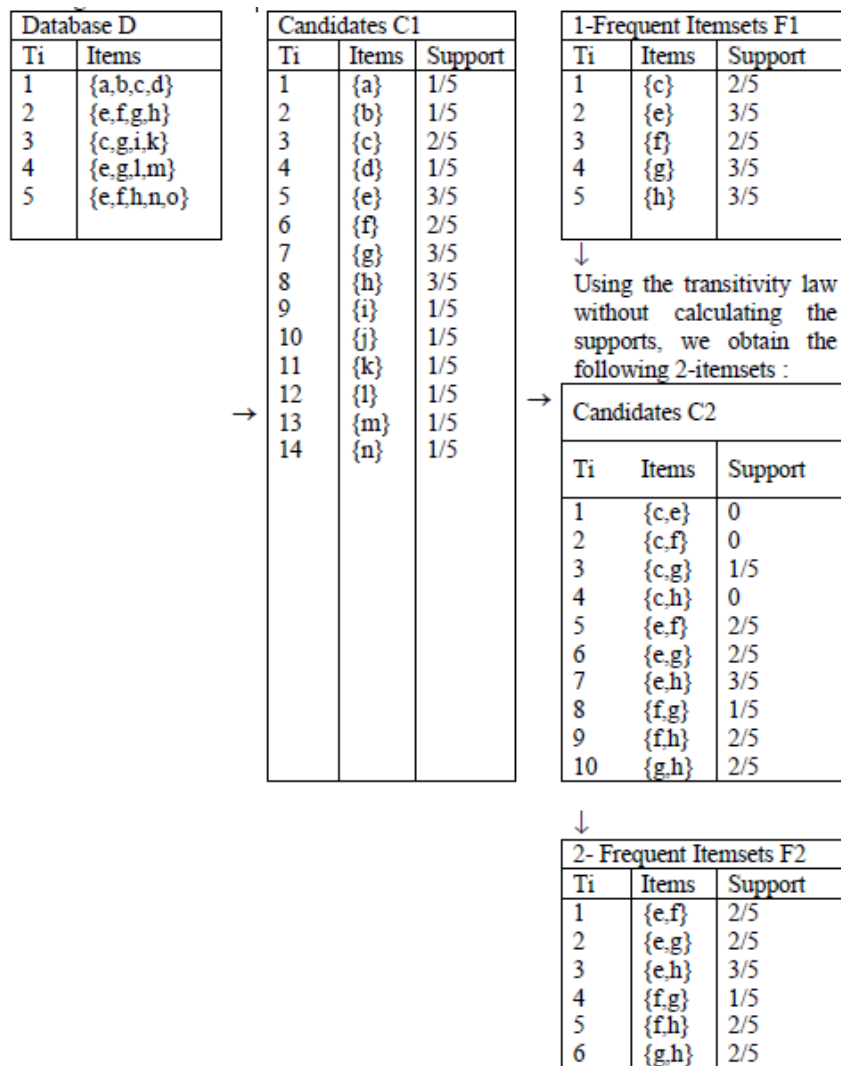 Database D
Ti Items
1 {a,b,c,d}
2 {e,f,g,h}
3 {c,g,i,k}
4 {e,g,l,m}
5 {e,f,h,n,o}
→
Candidates C1
Ti Items Support
1 {a} 1/5
2 {b} 1/5
3 {c} 2/5
4 {d} 1/5
5 {e} 3/5
6 {f} 2/5
7 {g} 3/5
8 {h} 3/5
9 {i} 1/5
10 {j} 1/5
11 {k} 1/5
12 {l} 1/5
13 {m} 1/5
14 {n} 1/5
→
1-Frequent Itemsets F1
Ti Items Support
1 {c} 2/5
2 {e} 3/5
3 {f} 2/5
4 {g} 3/5
5 {h} 3/5
↓
Using the transitivity law
without calculating the
supports, we obtain the
following 2-itemsets :
Candidates C2
Ti Items Support
1 {c,e} 0
2 {c,f} 0
3 {c,g} 1/5
4 {c,h} 0
5 {e,f} 2/5
6 {e,g} 2/5
7 {e,h} 3/5
8 {f,g} 1/5
9 {f,h} 2/5
10 {g,h} 2/5
↓
2- Frequent Itemsets F2
Ti Items Support
1 {e,f} 2/5
2 {e,g} 2/5
3 {e,h} 3/5
4 {f,g} 1/5
5 {f,h} 2/5
6 {g,h} 2/5